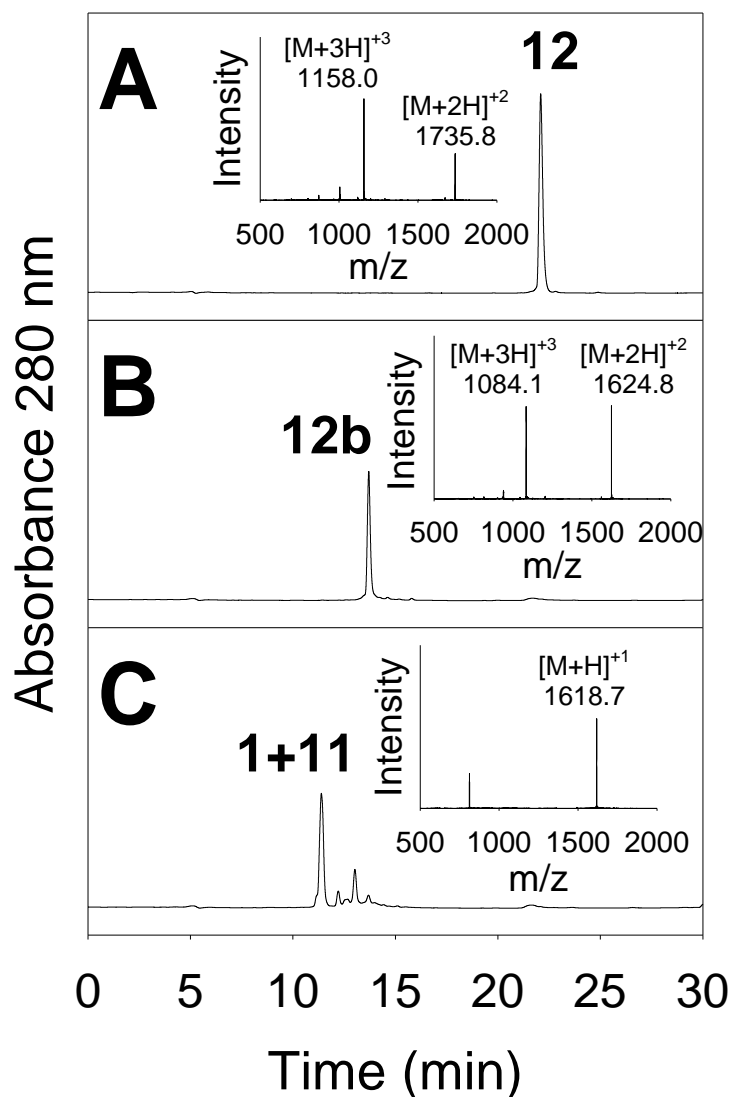 Absorbance 280 nm
A
12
Intensity
[M+3H]+3
1158.0
[M+2H]+2
1735.8
500 1000 1500 2000
m/z
B
12b
Intensity
[M+3H]+3
1084.1
[M+2H]+2
1624.8
500 1000 1500 2000
m/z
C
1+11
Intensity
[M+H]+1
1618.7
500 1000 1500 2000
m/z
0 5 10 15 20 25 30
Time (min)